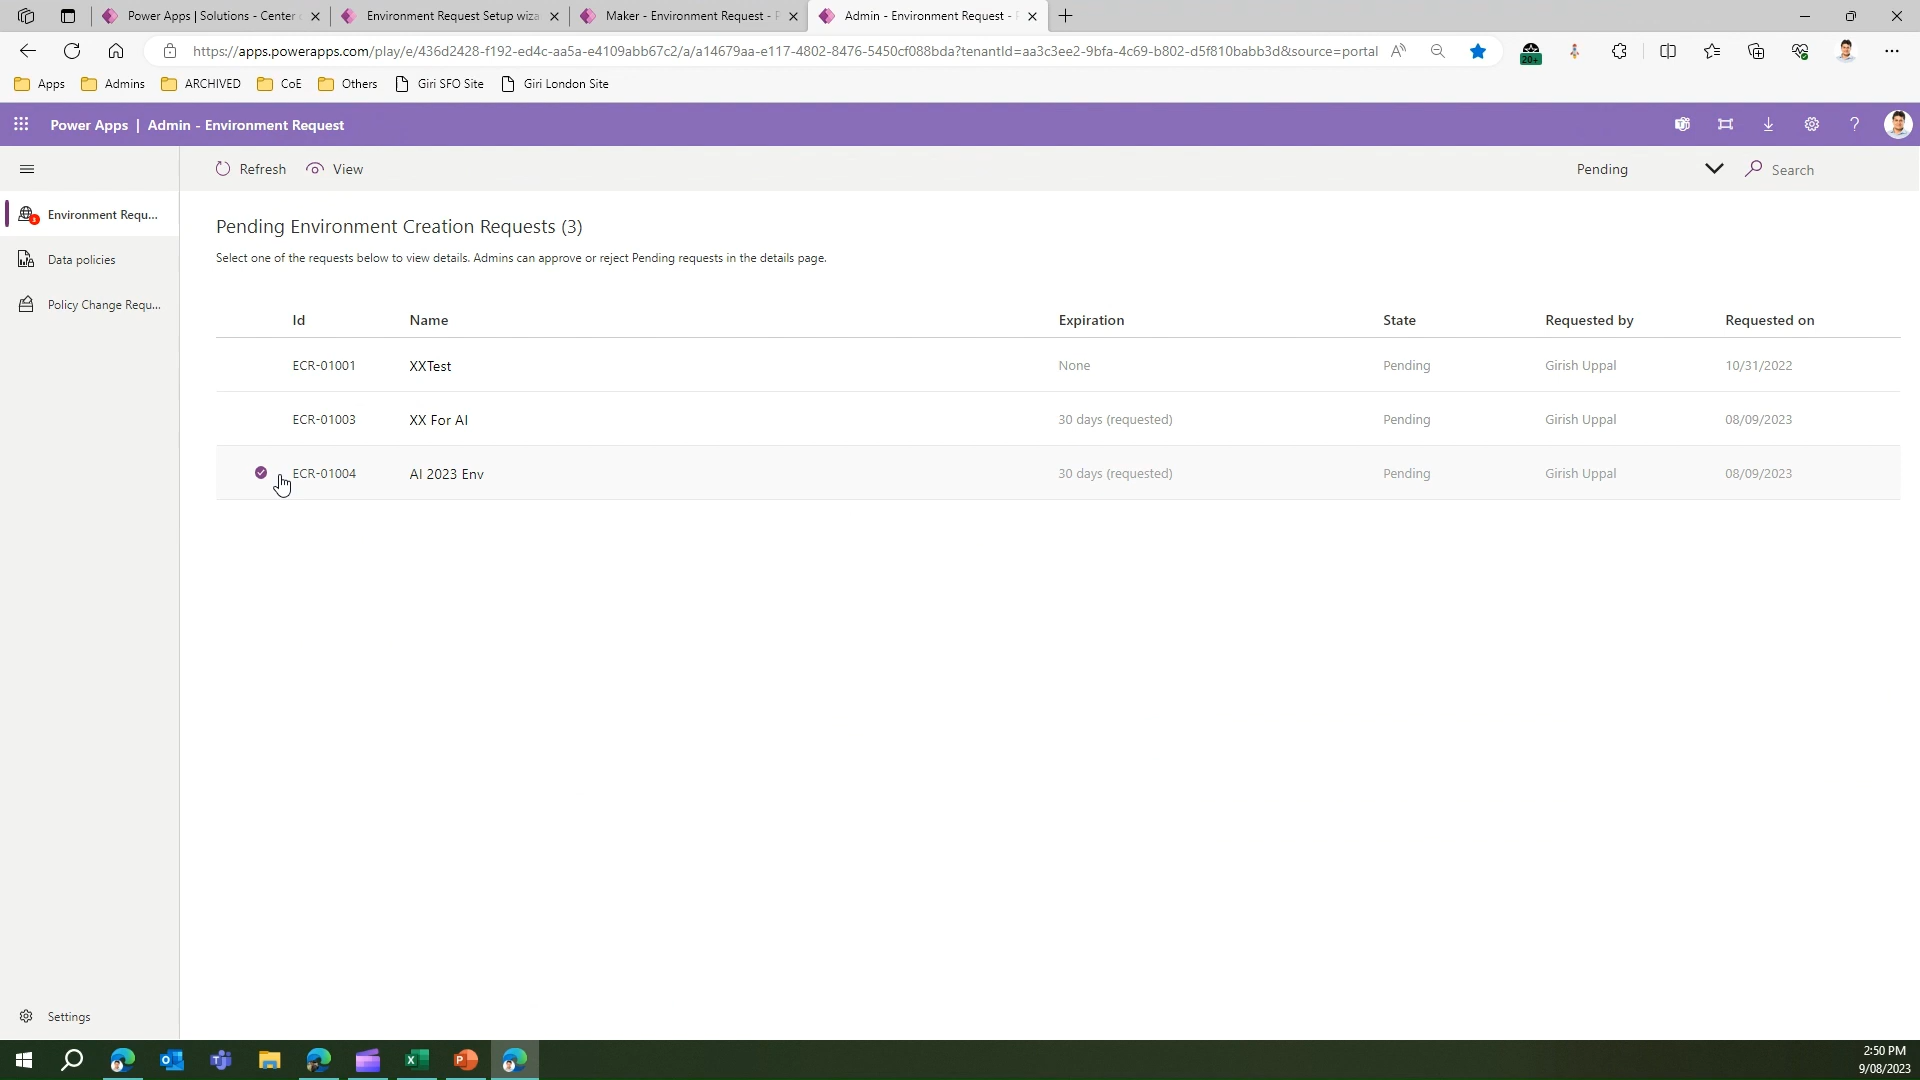 Power Apps | Solutions - Center
Environment Request Setup wiza
Maker - Environment Request - P
Admin - Environment Request - P
https://apps.powerapps.com/play/e/436d2428-f192-ed4c-aa5a-e4109abb67c2/a/a14679aa-e117-4802-8476-5450cf088bda?tenantId=aa3c3ee2-9bfa-4c69-b802-d5f810babb3d&source=portal
20+
Apps
Admins
ARCHIVED
CoE
Others
Giri SFO Site
Giri London Site
Power Apps | Admin - Environment Request
Refresh
View
Pending
Search
Environment Requ...
Data policies
Policy Change Requ...
Pending Environment Creation Requests (3)
Select one of the requests below to view details. Admins can approve or reject Pending requests in the details page.
Id Name Expiration State Requested by Requested on
ECR-01001 XXTest None Pending Girish Uppal 10/31/2022
ECR-01003 XX For AI 30 days (requested) Pending Girish Uppal 08/09/2023
ECR-01004 AI 2023 Env 30 days (requested) Pending Girish Uppal 08/09/2023
Settings
2:50 PM
9/08/2023